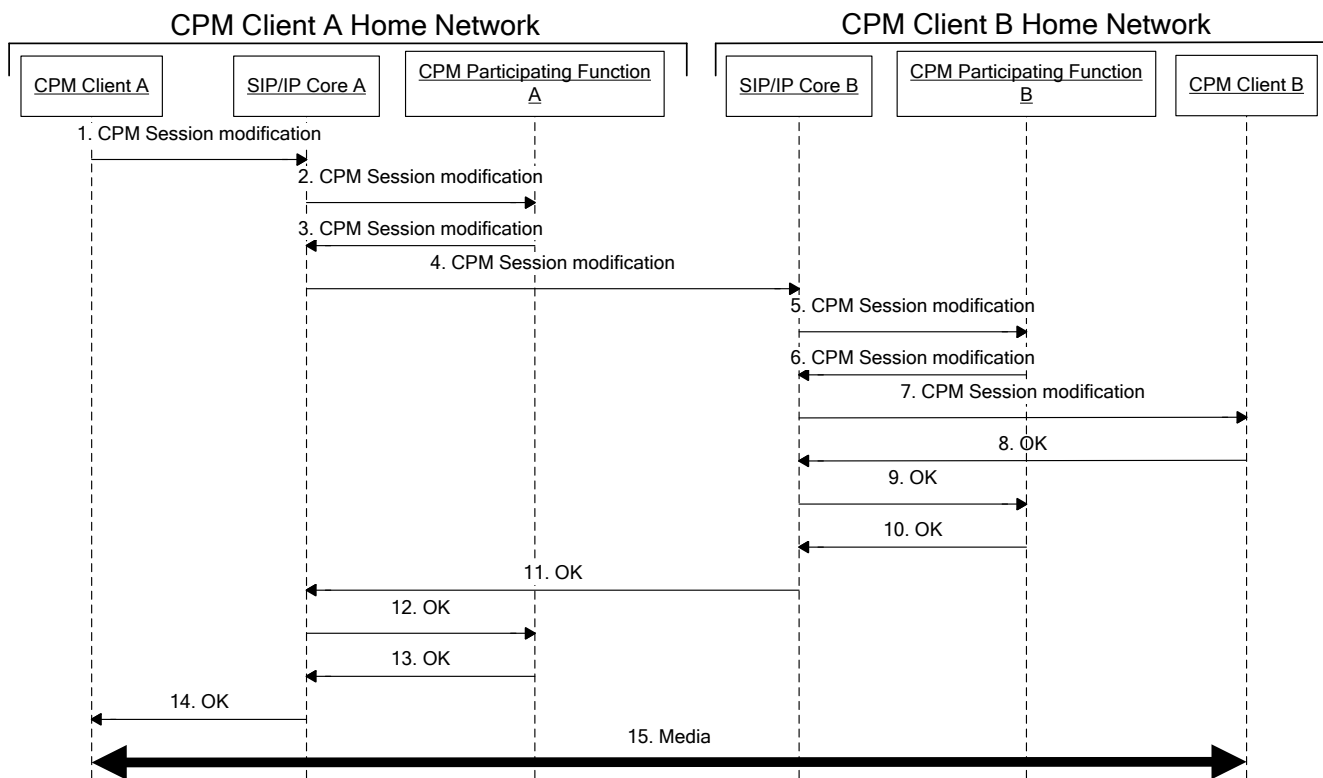 CPM Client A Home Network
CPM Client B Home Network
CPM Client A
SIP/IP Core A
CPM Participating Function
A
SIP/IP Core B
CPM Participating Function
B
CPM Client B
1. CPM Session modification
2. CPM Session modification
3. CPM Session modification
4. CPM Session modification
5. CPM Session modification
6. CPM Session modification
7. CPM Session modification
8. OK
9. OK
10. OK
11. OK
12. OK
13. OK
14. OK
15. Media